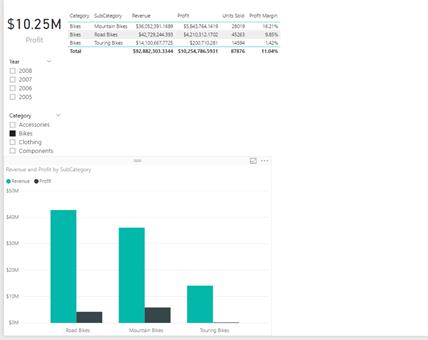 $10.25M
Profit
Category SubCategory Revenue Profit Units Sold Profit Margin
Bikes Mountain Bikes $36,052,391.1689 $5,843,764.1419 28019 16.21%
Bikes Road Bikes $42,729,244.393 $4,210,312.1702 45263 9.85%
Bikes Touring Bikes $14,100,667.7725 $200,710.281 14594 1.42%
Total $92,882,303.3344 $10,254,786.5931 87876 11.04%
Year
2008
2007
2006
2005
Category
Accessories
Bikes
Clothing
Components
Revenue and Profit by SubCategory
Revenue Profit
$50M
$40M
$30M
$20M
$10M
$0M
Road Bikes Mountain Bikes Touring Bikes